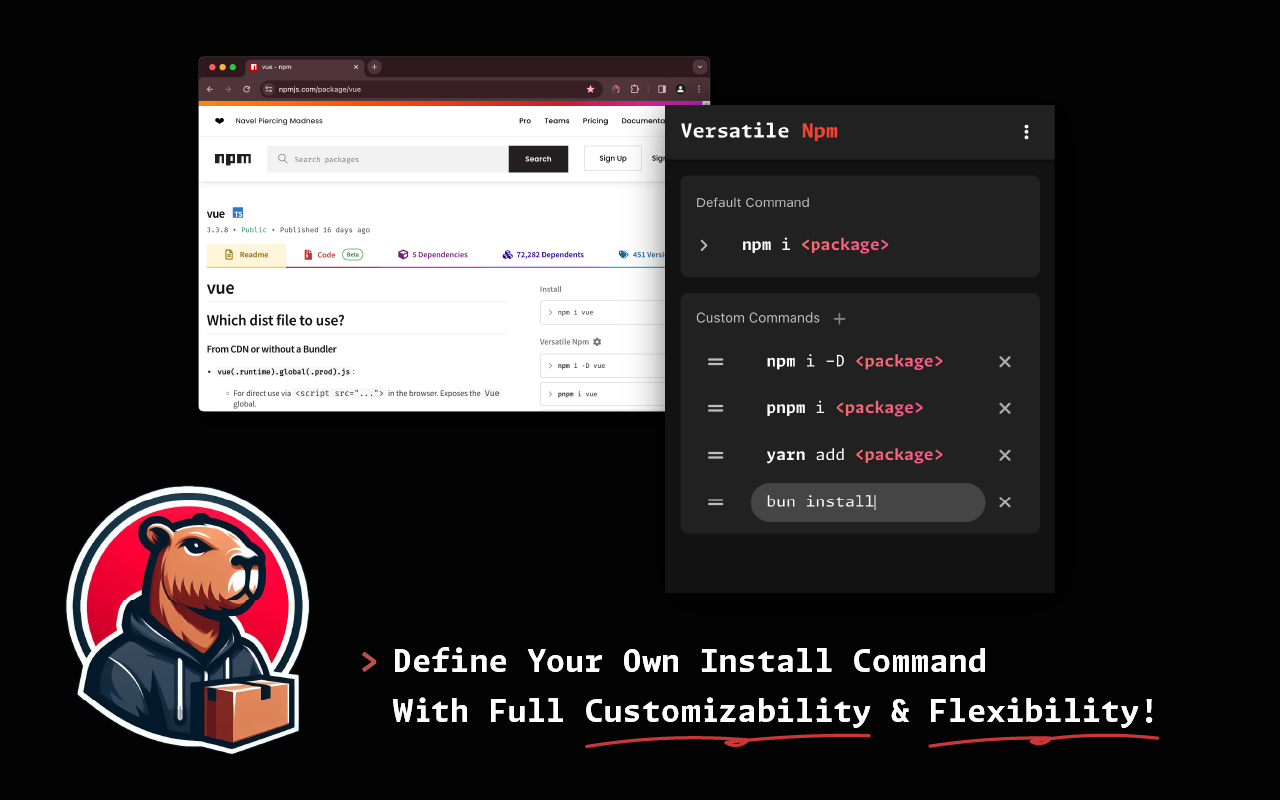 vue - npm
npmjs.com/package/vue
Navel Piercing Madness
Pro Teams Pricing Documenta
npm
Search packages
Search
Sign Up
Sign
vue TS
3.3.8 • Public • Published 16 days ago
Readme
Code Beta
5 Dependencies
72,282 Dependents
451 Versi
vue
Which dist file to use?
From CDN or without a Bundler
• vue(.runtime).global(.prod).js:
For direct use via <script src="..."> in the browser. Exposes the Vue
global.
Install
> npm i vue
Versatile Npm
> npm i -D vue
> pnpm i vue
Versatile Npm
Default Command
> npm i <package>
Custom Commands +
npm i -D <package>
pnpm i <package>
yarn add <package>
bun install
> Define Your Own Install Command
With Full Customizability & Flexibility!